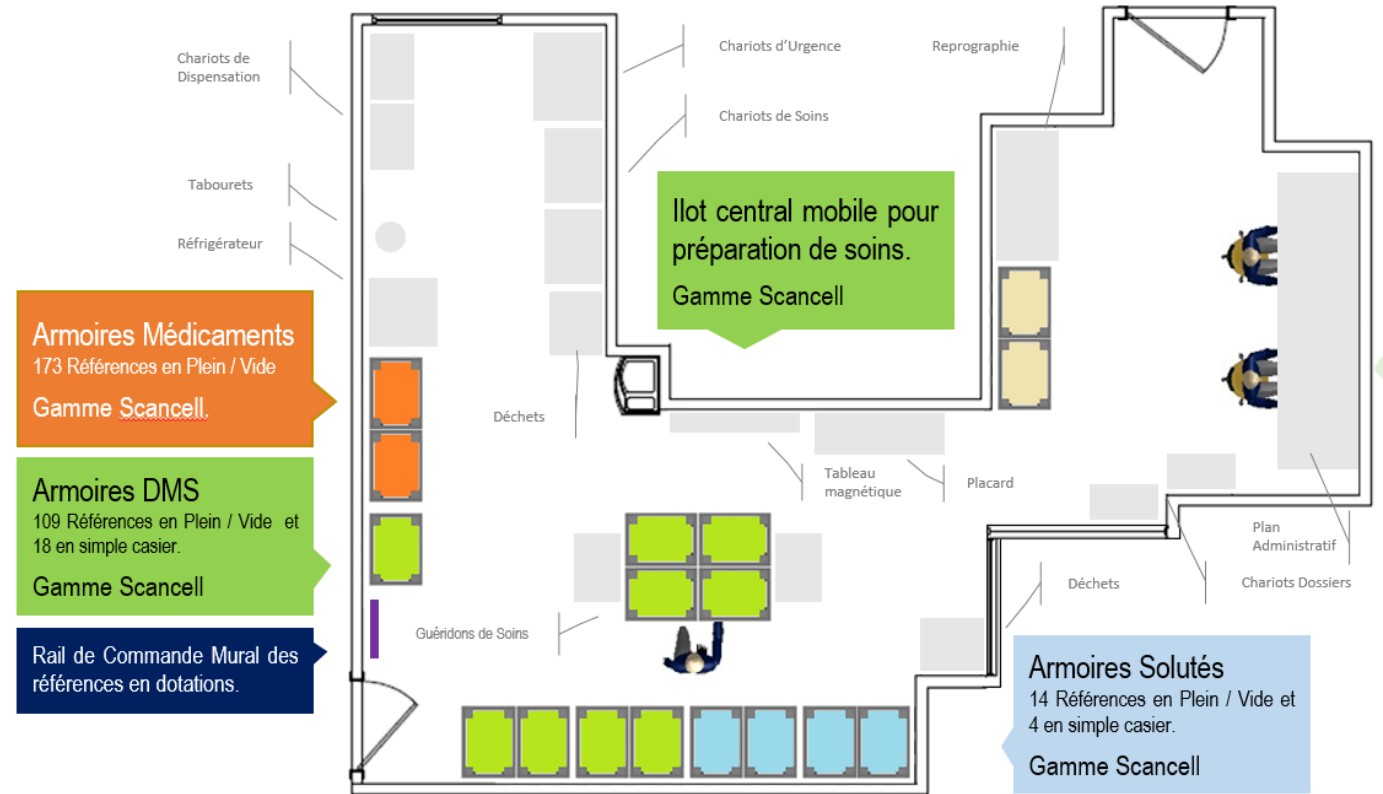 Chariots de
Dispensation
Chariots d'Urgence
Reprographie
Chariots de Soins
Tabourets
Réfrigérateur
Ilot central mobile pour
préparation de soins.
Gamme Scancell
Armoires Médicaments
173 Références en Plein / Vide
Gamme Scancell.
Déchets
Tableau
magnétique
Placard
Armoires DMS
109 Références en Plein / Vide et
18 en simple casier.
Gamme Scancell
Plan
Administratif
Déchets
Chariots Dossiers
Guéridons de Soins
Rail de Commande Mural des
références en dotations.
Armoires Solutés
14 Références en Plein / Vide et
4 en simple casier.
Gamme Scancell